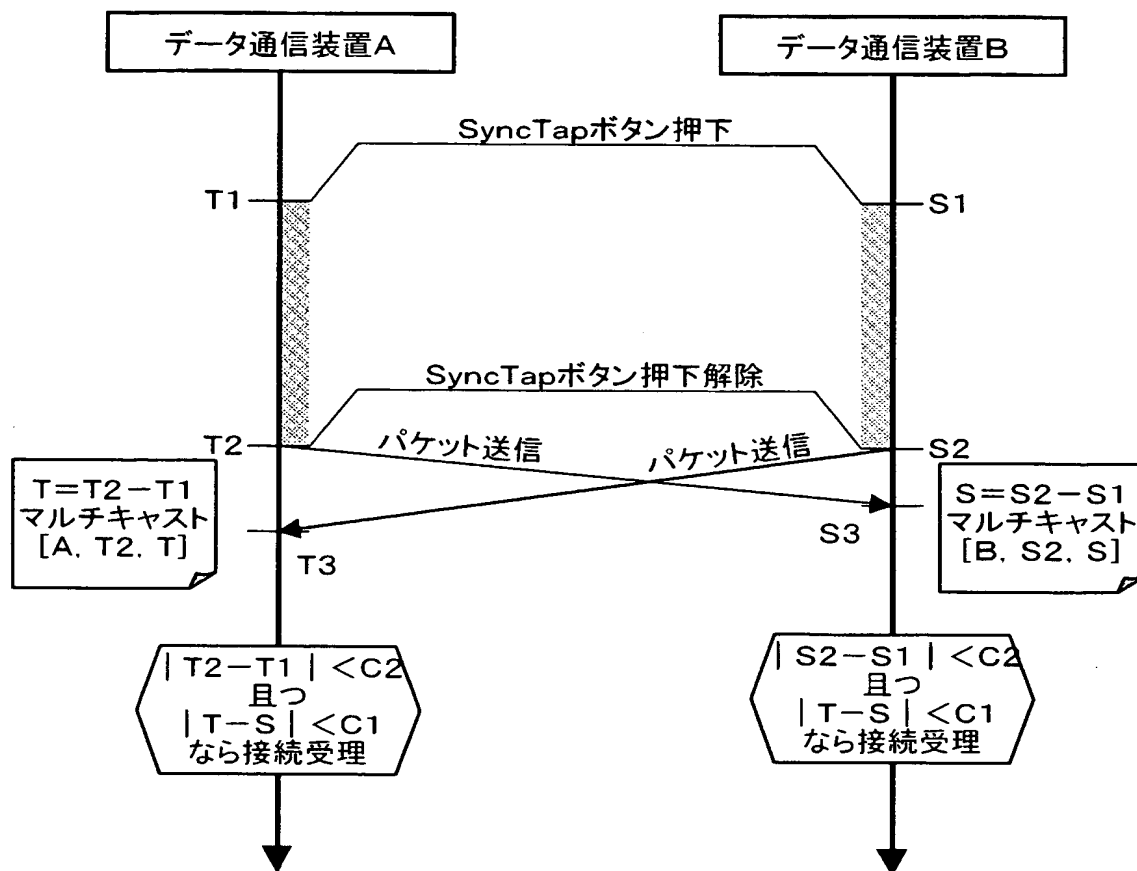 データ通信装置A
データ通信装置B
SyncTapボタン押下
T1
S1
SyncTapボタン押下解除
T2
パケット送信
パケット送信
S2
T=T2-T1
マルチキャスト
[A, T2, T]
S=S2-S1
マルチキャスト
[B, S2, S]
T3
S3
|T2-T1|<C2
且つ
|T-S|<C1
なら接続受理
|S2-S1|<C2
且つ
|T-S|<C1
なら接続受理